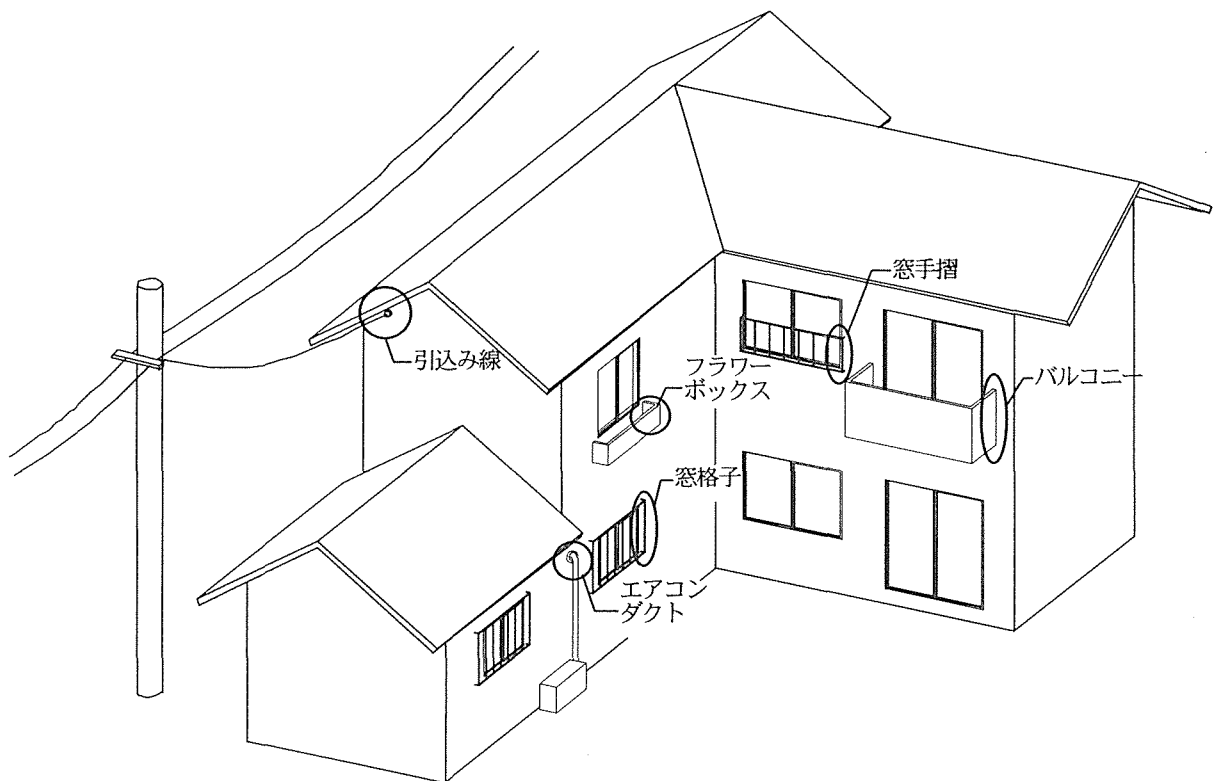 窓手摺
引込み線
フラワー
ボックス
バルコニー
窓格子
エアコン
ダクト